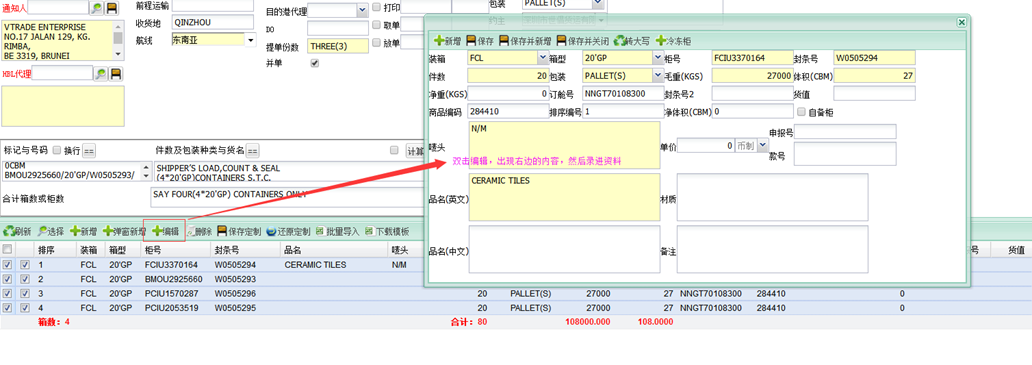 通知人
VTRADE ENTERPRISE
NO.17 JALAN 129, KG.
RIMBA,
BE 3319, BRUNEI
HBL代理
前程运输
收货地 QINZHOU
航线 东南亚
目的港代理
DO
提单份数 THREE(3)
并单
打印
取单
放单
包装 PALLET(S)
标记与号码 换行 ==
件数及包装种类与货名 ==
计算
0CBM
BMOU2925660/20'GP/W0505293/
SHIPPER'S LOAD,COUNT & SEAL
(4*20'GP)CONTAINERS S.T.C.
合计箱数或柜数
SAY FOUR(4*20'GP) CONTAINERS ONLY
刷新 选择 新增 弹窗新增 编辑 删除 保存定制 还原定制 批量导入 下载模板
排序 装箱 箱型 柜号 封条号 品名 唛头 号 货值
1 FCL 20'GP FCIU3370164 W0505294 CERAMIC TILES N/M
2 FCL 20'GP BMOU2925660 W0505293
3 FCL 20'GP PCIU1570287 W0505296 20 PALLET(S) 27000 27 NNGT70108300 284410 0
4 FCL 20'GP PCIU2053519 W0505295 20 PALLET(S) 27000 27 NNGT70108300 284410 0
箱数: 4 合计: 80 108000.000 108.0000
新增 保存 保存并新增 保存并关闭 转大写 冷冻柜
装箱 FCL 箱型 20'GP 柜号 FCIU3370164 封条号 W0505294
件数 20 包装 PALLET(S) 毛重(KGS) 27000 体积(CBM) 27
净重(KGS) 0 订舱号 NNGT70108300 封条号2 货值
商品编码 284410 排序编号 1 净体积(CBM) 0 自备柜
唛头 N/M
单价 0 币制
申报号
款号
双击编辑，出现右边的内容，然后录进资料
品名(英文) CERAMIC TILES 材质
品名(中文) 备注